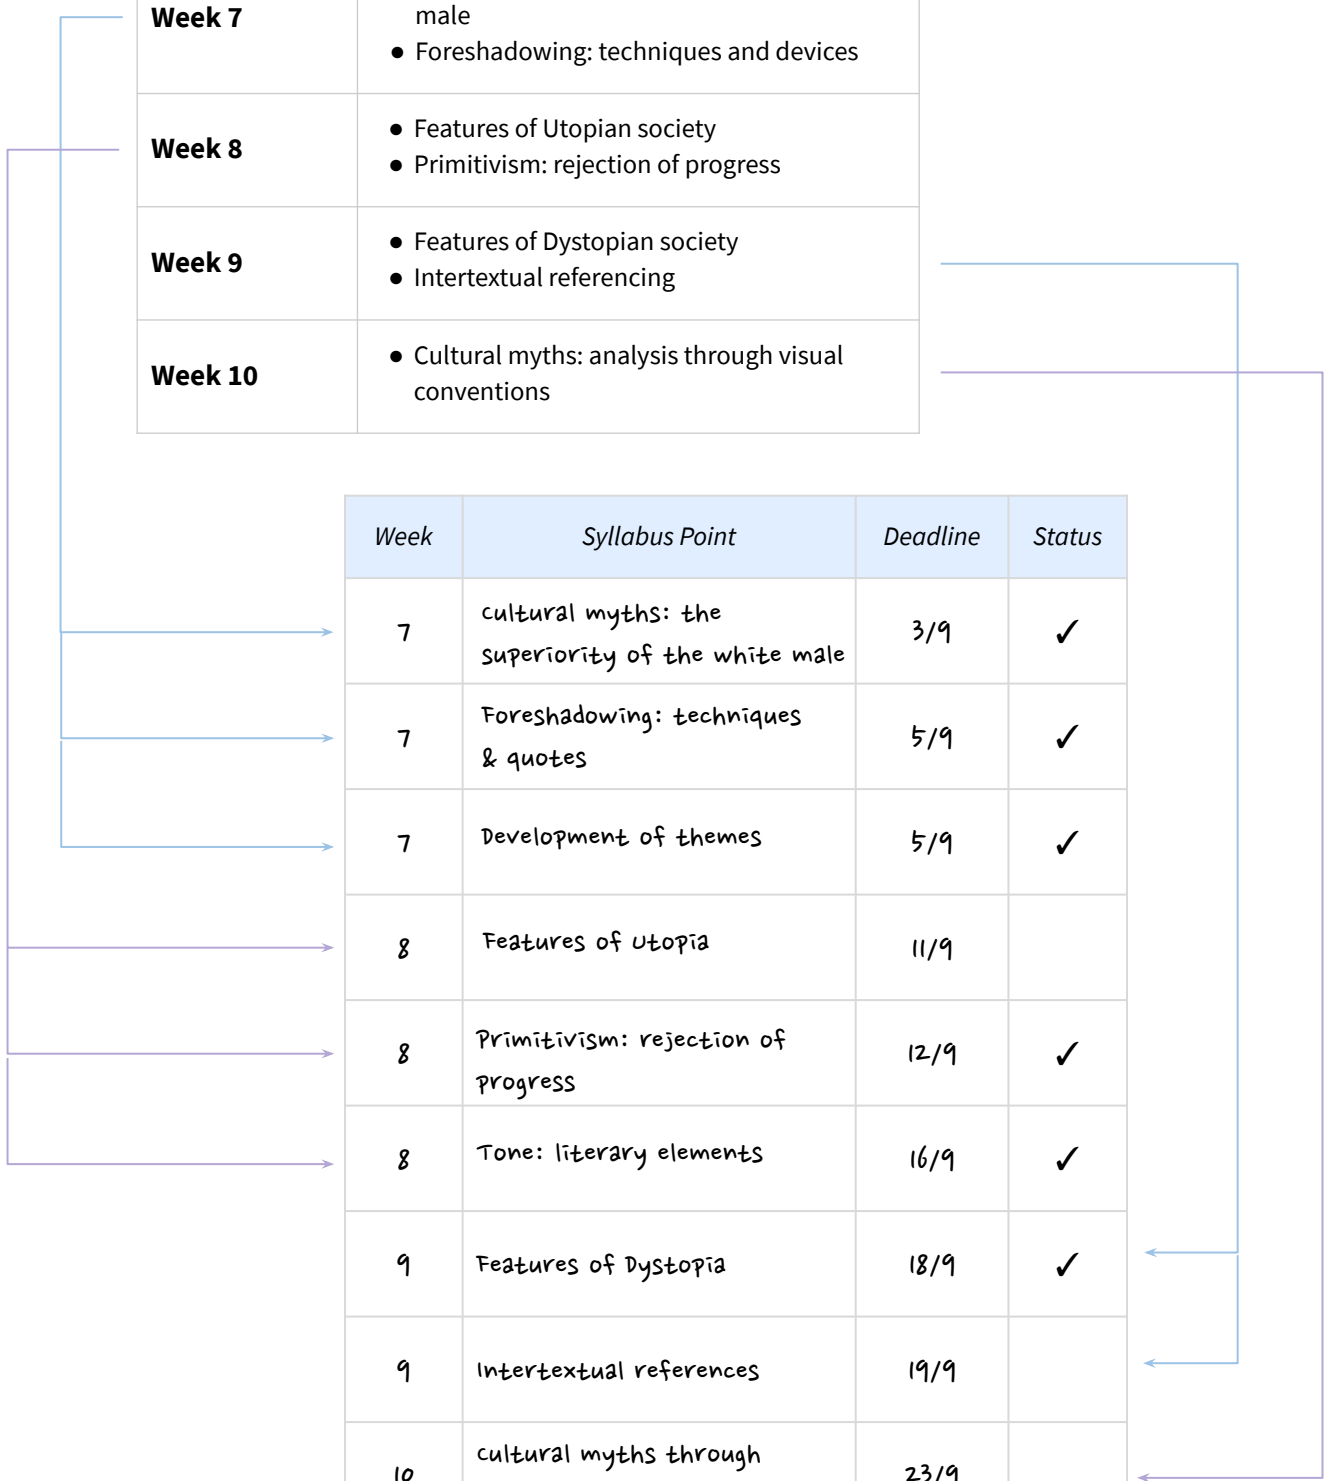 Week 7
male
● Foreshadowing: techniques and devices
Week 8
● Features of Utopian society
● Primitivism: rejection of progress
Week 9
● Features of Dystopian society
● Intertextual referencing
Week 10
● Cultural myths: analysis through visual
conventions
Week Syllabus Point Deadline Status
7 Cultural myths: the
superiority of the white male 3/9 ✓
7 Foreshadowing: techniques
& quotes 5/9 ✓
7 Development of themes 5/9 ✓
8 Features of Utopia 11/9
8 Primitivism: rejection of
progress 12/9 ✓
8 Tone: literary elements 16/9 ✓
9 Features of Dystopia 18/9 ✓
9 Intertextual references 19/9
Cultural myths through
10 23/9